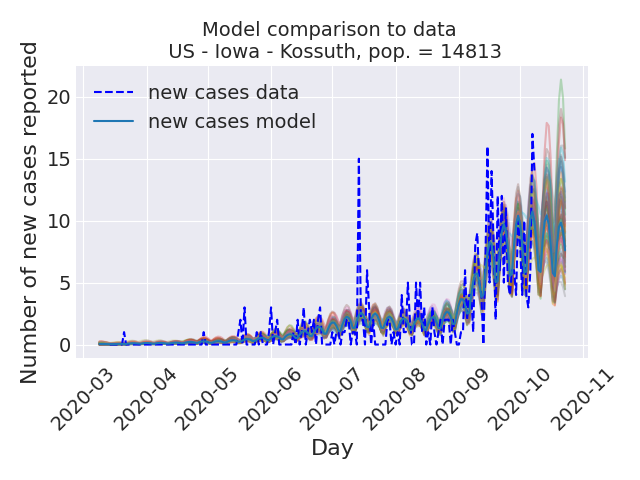 Model comparison to data
US - Iowa - Kossuth, pop. = 14813
new cases data
new cases model
Number of new cases reported
20
15
10
5
0
2020-03
2020-04
2020-05
2020-06
2020-07
2020-08
2020-09
2020-10
2020-11
Day